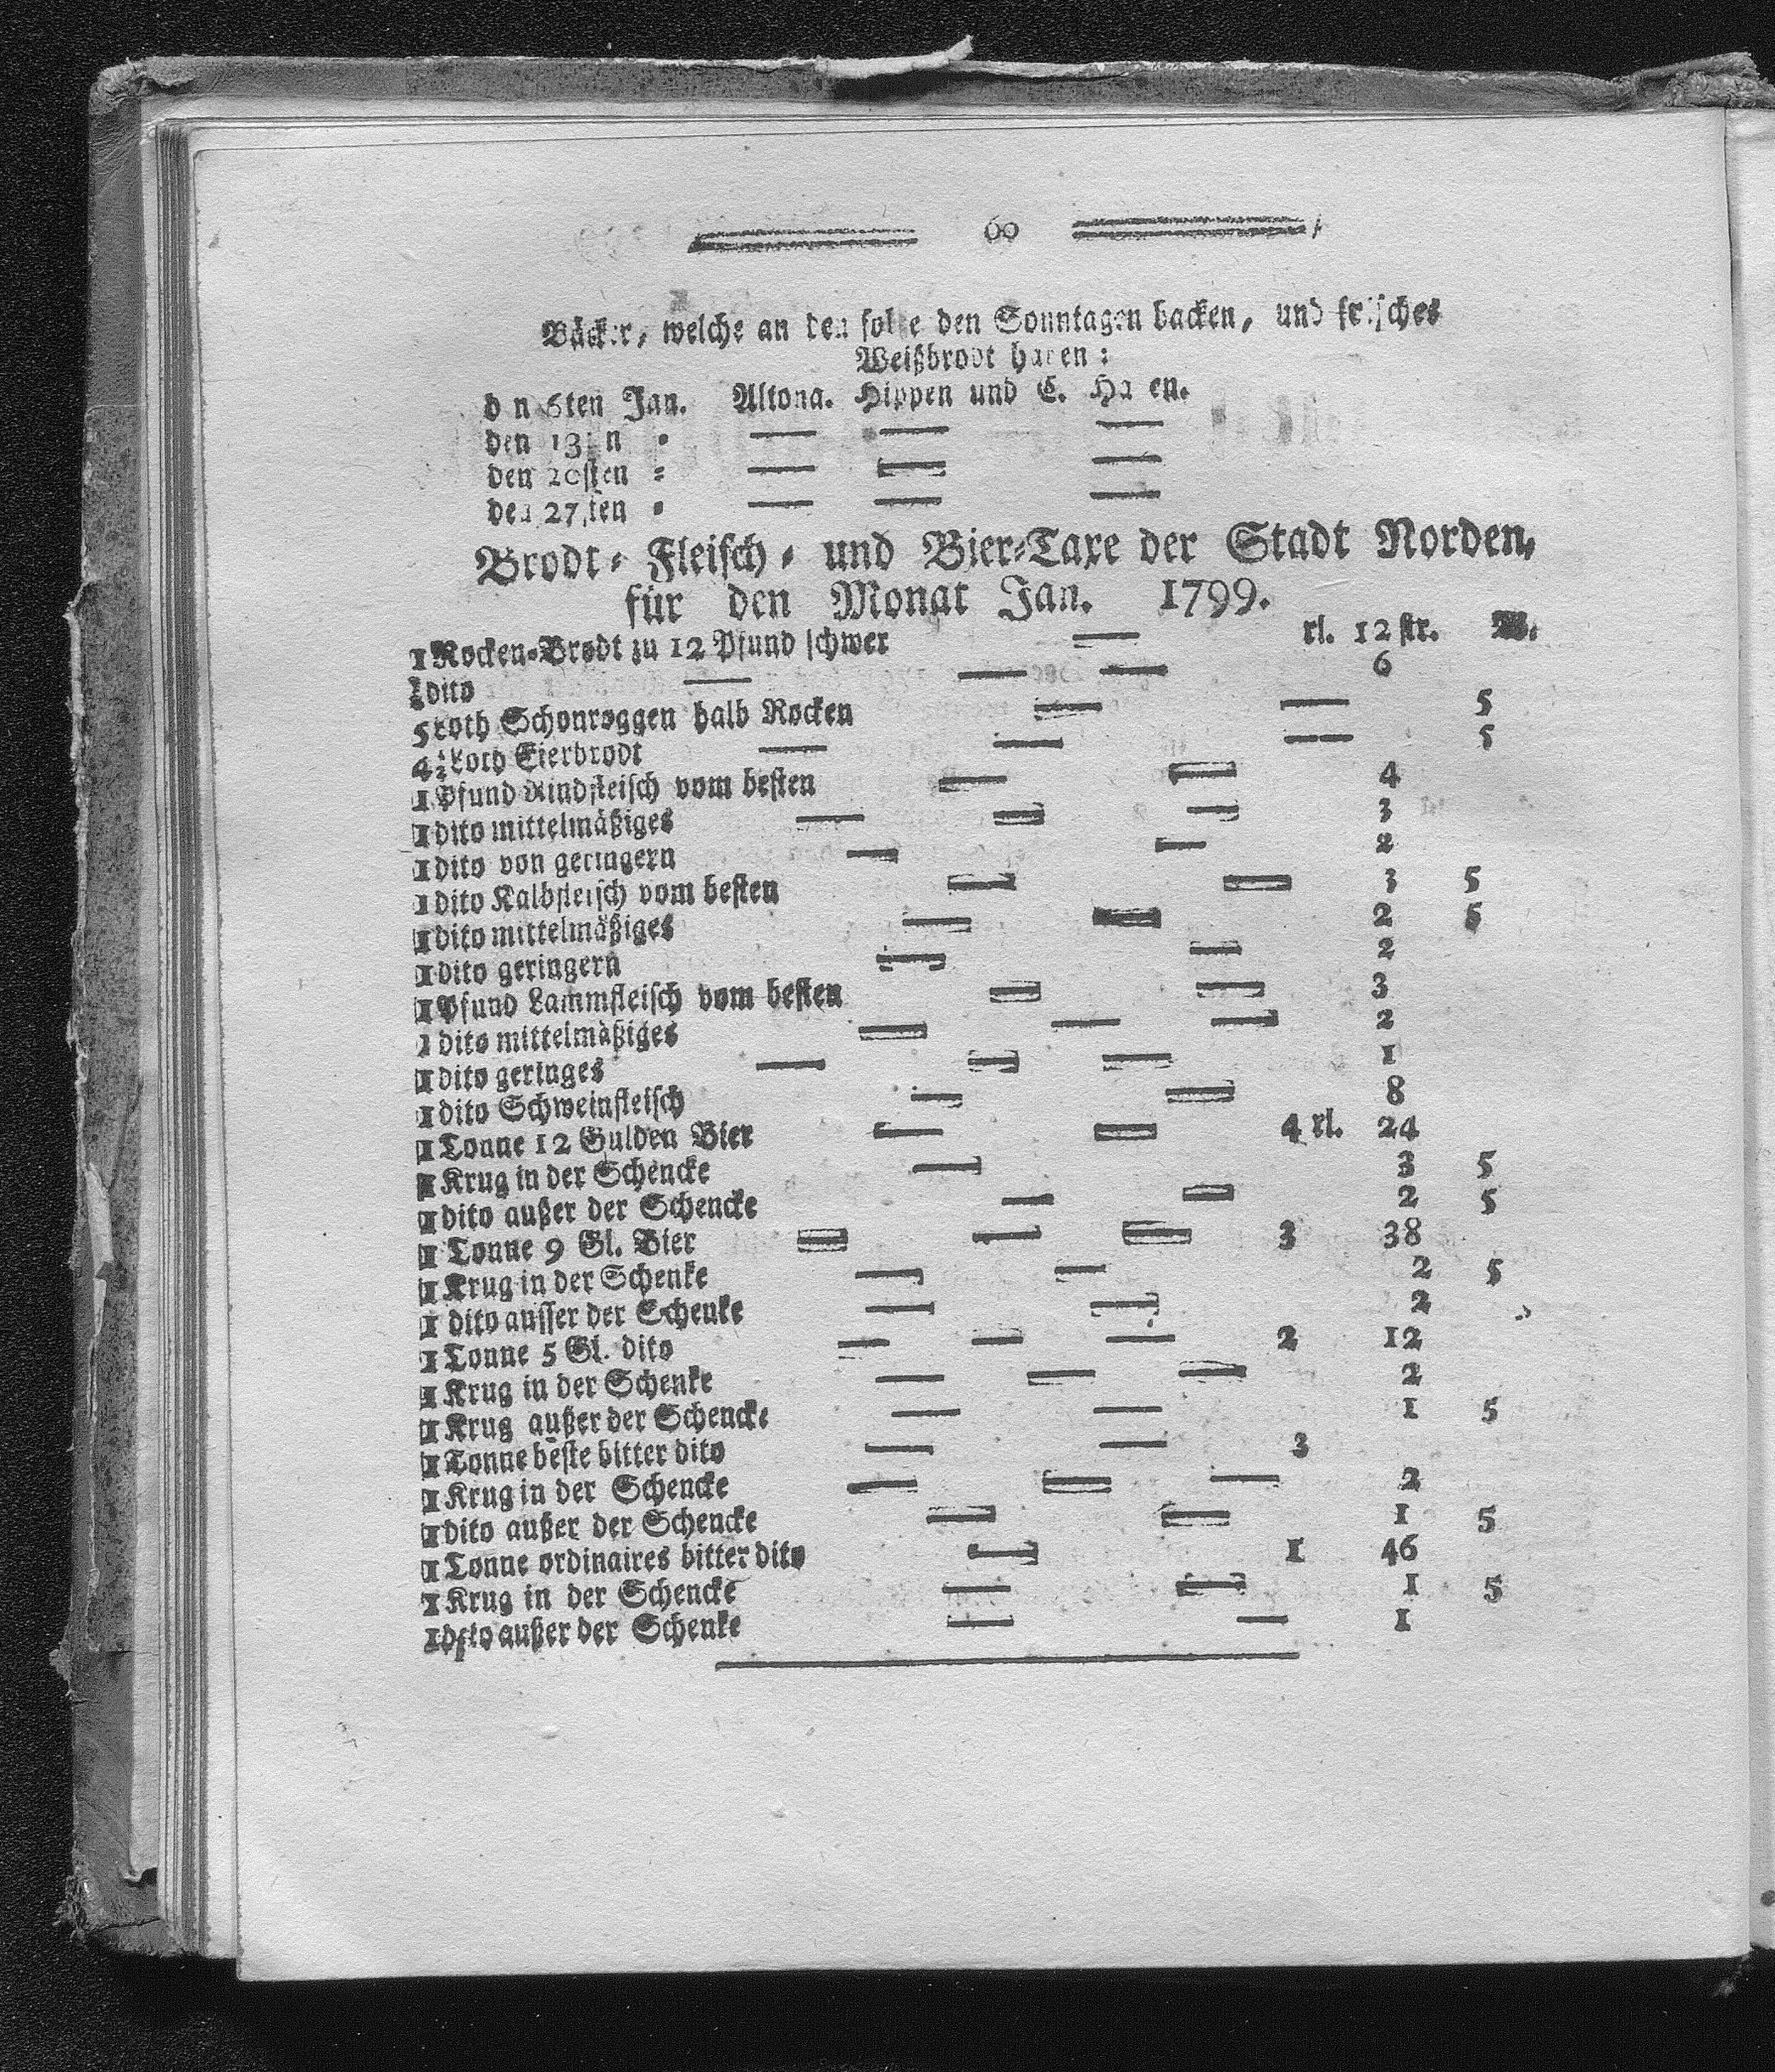 60
Bäcker, welche an den folgenden Sonntagen backen, und frisches
Weißbrodt haben:
den 6ten Jan. Altona. Hippen und C.
den 13ten = — — —
den 20sten = — — —
den 27sten = — — —
Brodt= Fleisch= und Bier=Taxe der Stadt Norden,
für den Monat Jan. 1799.
1 Rocken=Brodt zu 12 Pfund schwer — rl. 12 str. W.
½ dito — — — 6
5 Loth Schonroggen halb Rocken — — 5
4½ Loth Eierbrodt — — — 5
1 Pfund Rindfleisch vom besten — — 4
1 dito mittelmäßiges — — — 3
1 dito von geringern — — 2
1 dito Kalbfleisch vom besten — — 3 5
1 dito mittelmäßiges — — 2 5
1 dito geringern — — 2
1 Pfund Lammfleisch vom besten — — 3
1 dito mittelmäßiges — — — 2
1 dito geringes — — — 1
1 dito Schweinfleisch — — 8
1 Tonne 12 Gulden Bier — — 4 rl. 24
1 Krug in der Schencke — 3 5
1 dito außer der Schencke — — 2 5
1 Tonne 9 Gl. Bier — — — 3 38
1 Krug in der Schenke — — 2 5
1 dito ausser der Schenke — — 2
1 Tonne 5 Gl. dito — — — 2 12
1 Krug in der Schenke — — — 2
1 Krug außer der Schencke — — 1 5
1 Tonne beste bitter dito — — 3
1 Krug in der Schencke — — — 2
1 dito außer der Schencke — — 1 5
1 Tonne ordinaires bitter dito — 1 46
1 Krug in der Schencke — — 1 5
1 dito außer der Schenke — — 1